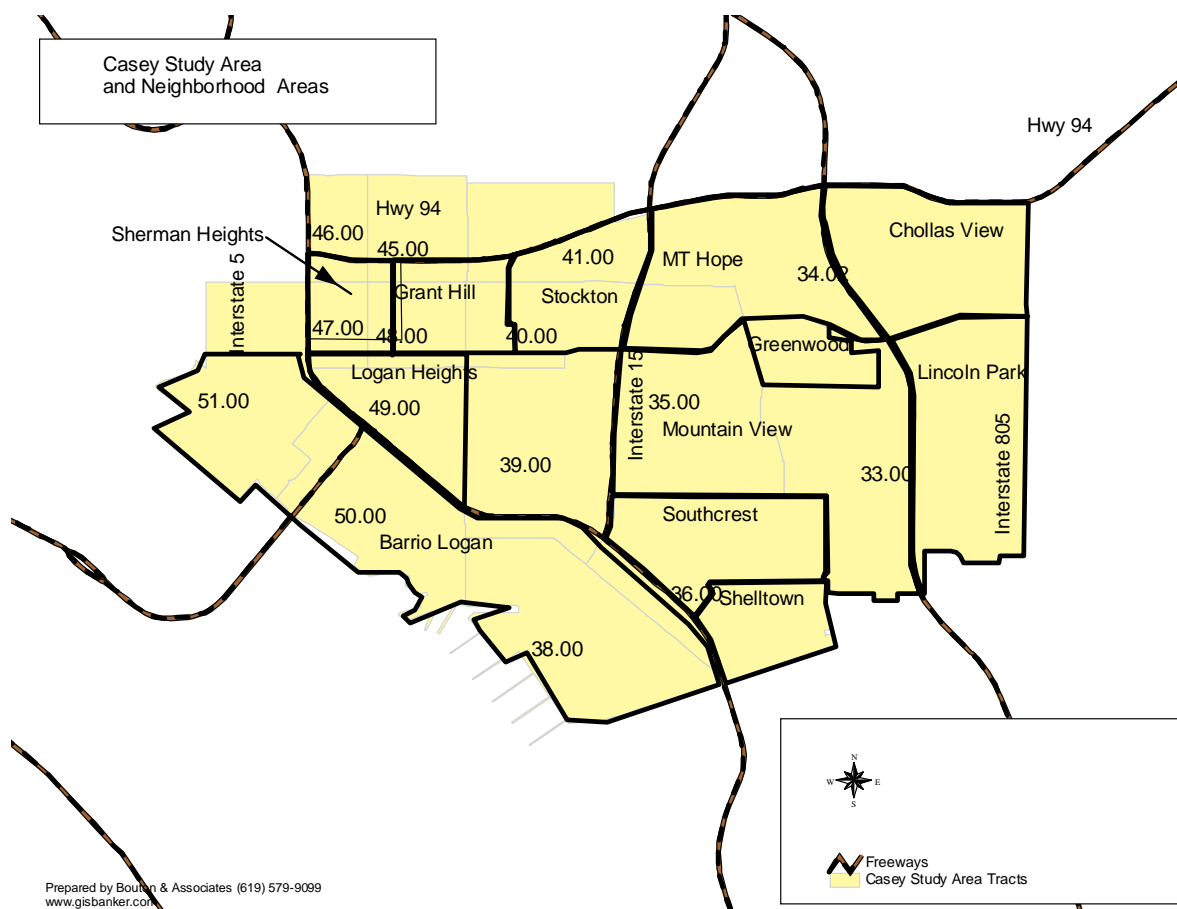 Casey Study Area
and Neighborhood Areas
Hwy 94
Hwy 94
46.00
Sherman Heights
45.00
41.00
MT Hope
Chollas View
34.02
Interstate 5
Grant Hill
Stockton
47.00
48.00
40.00
Greenwood
Logan Heights
Interstate 15
Lincoln Park
51.00
49.00
35.00
Mountain View
39.00
33.00
Interstate 805
50.00
Southcrest
Barrio Logan
36.00
Shelltown
38.00
N
W E
S
Freeways
Casey Study Area Tracts
Prepared by Bouton & Associates (619) 579-9099
www.gisbanker.com